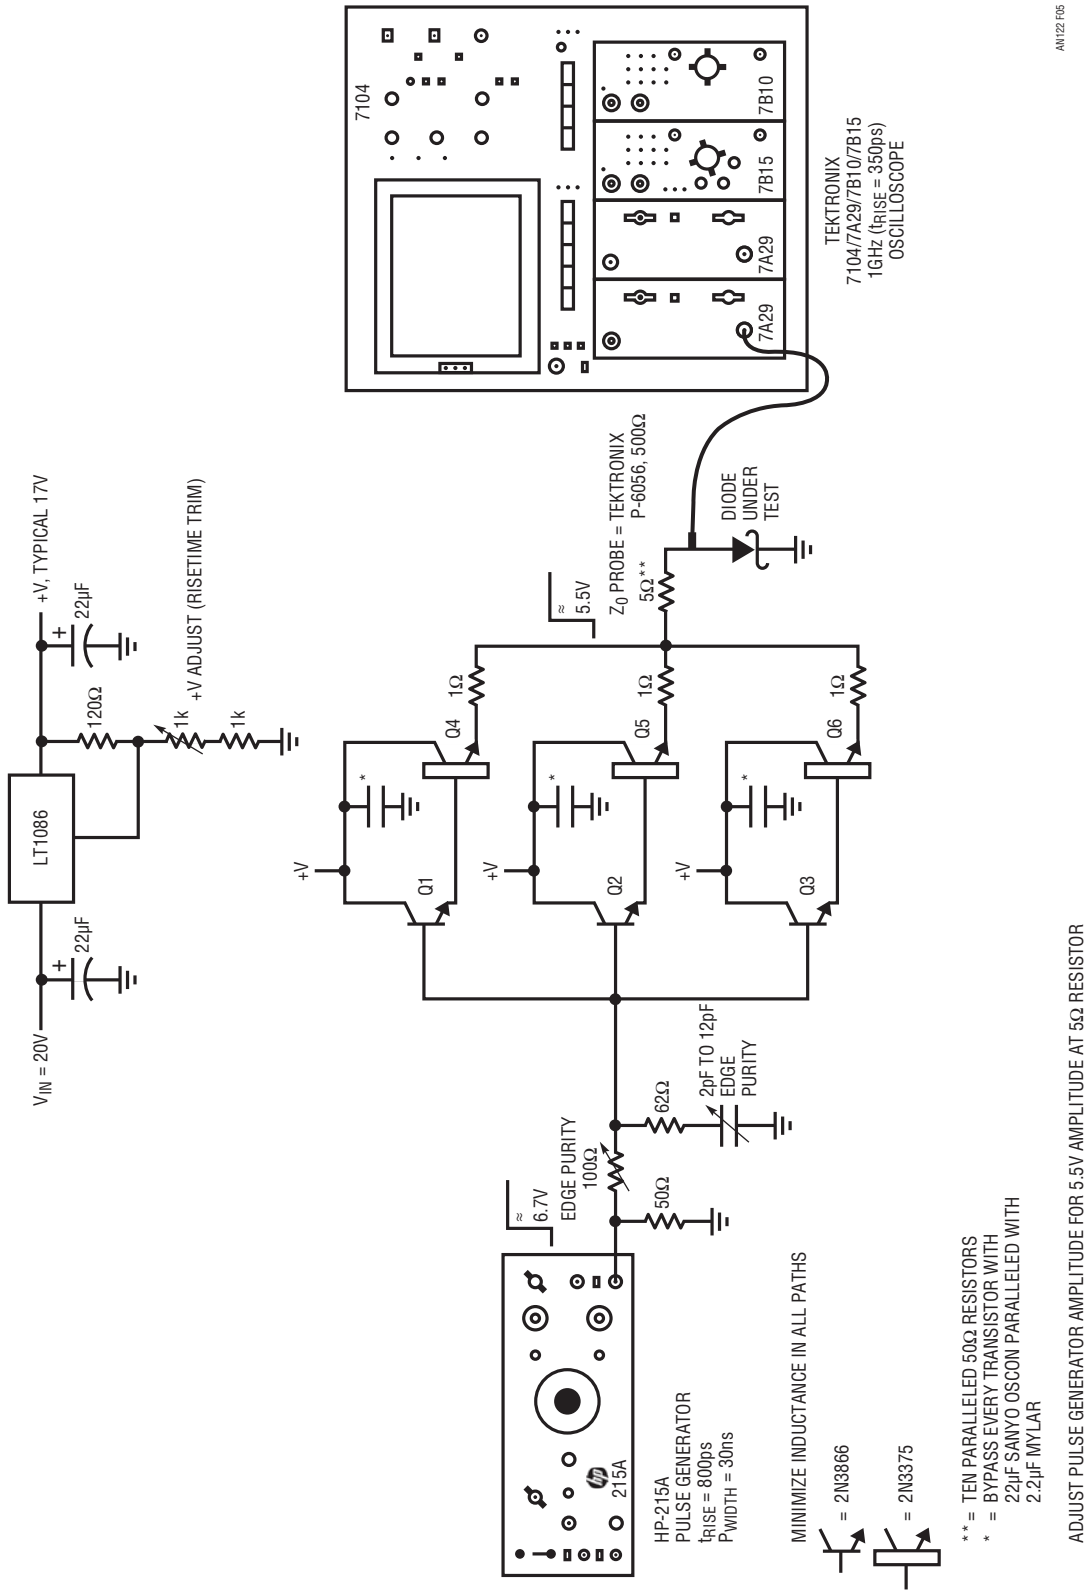 V_IN = 20V
22µF
+
LT1086
120Ω
1k
1k
+V ADJUST (RISETIME TRIM)
+
22µF
+V, TYPICAL 17V
HP-215A
PULSE GENERATOR
t_RISE = 800ps
P_WIDTH = 30ns
hp
215A
≈
6.7V
50Ω
EDGE PURITY
100Ω
62Ω
2pF TO 12pF
EDGE
PURITY
+V
Q1
*
Q4
1Ω
+V
Q2
*
Q5
1Ω
+V
Q3
*
Q6
1Ω
≈
5.5V
5Ω**
Z_0 PROBE = TEKTRONIX
P-6056, 500Ω
DIODE
UNDER
TEST
7104
7A29
7A29
7B15
7B10
TEKTRONIX
7104/7A29/7B10/7B15
1GHz (t_RISE = 350ps)
OSCILLOSCOPE
MINIMIZE INDUCTANCE IN ALL PATHS
= 2N3866
= 2N3375
** = TEN PARALLELED 50Ω RESISTORS
* = BYPASS EVERY TRANSISTOR WITH
22µF SANYO OSCON PARALLELED WITH
2.2µF MYLAR
ADJUST PULSE GENERATOR AMPLITUDE FOR 5.5V AMPLITUDE AT 5Ω RESISTOR
AN122 F05